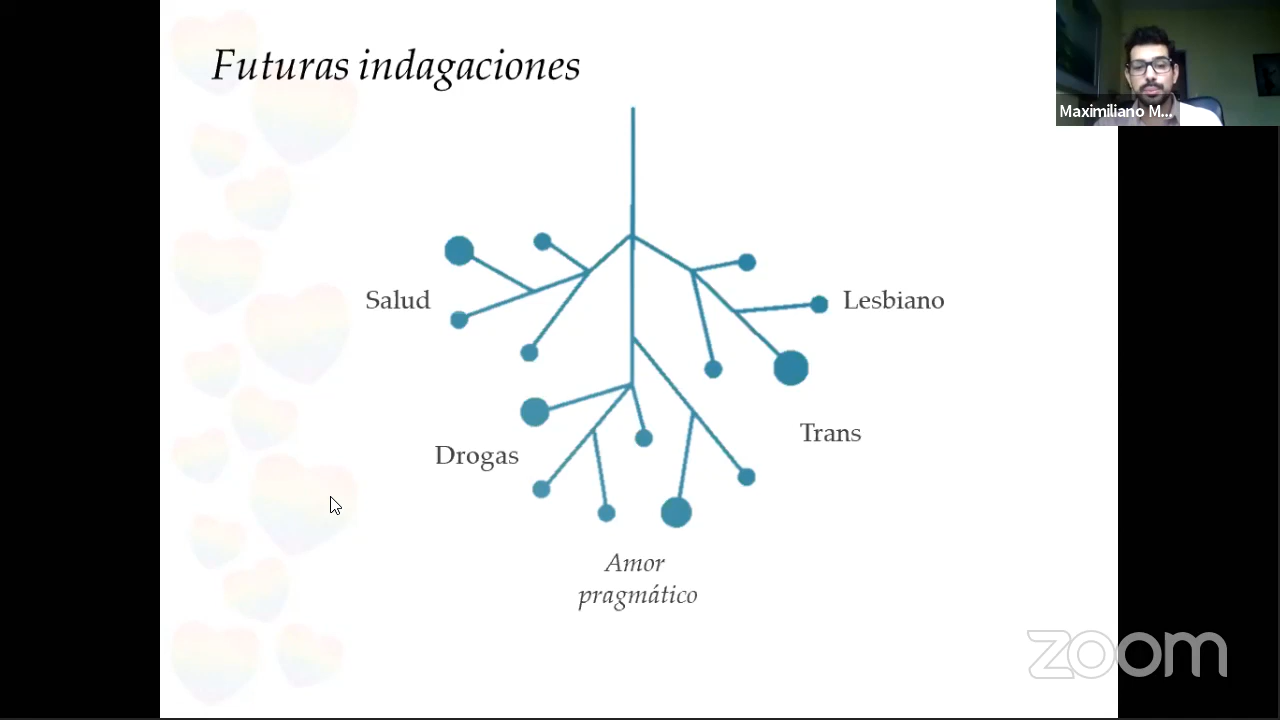 Futuras indagaciones
Maximiliano M...
Salud
Lesbiano
Trans
Drogas
Amor
pragmático
zoom